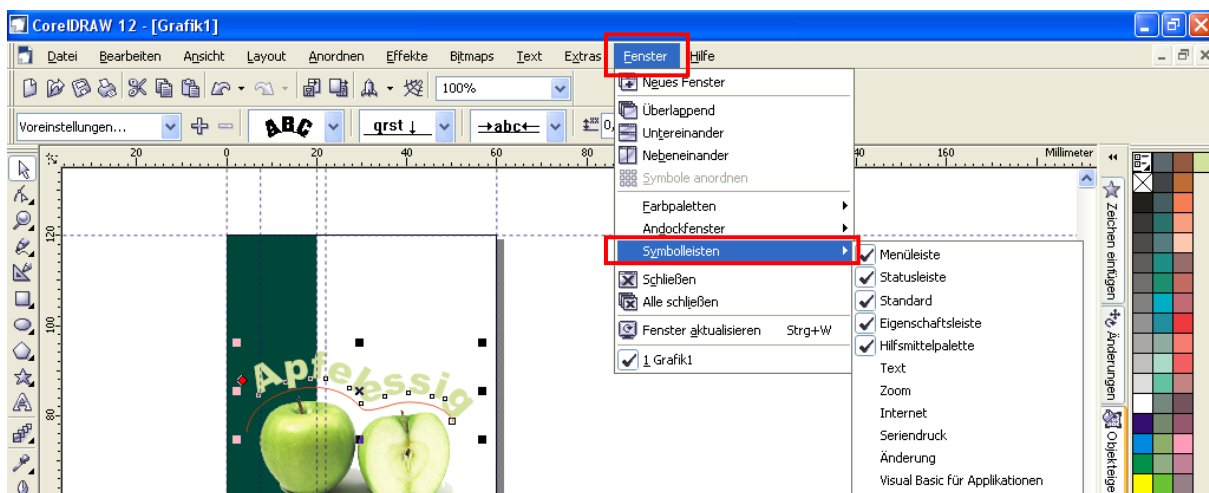 CorelDRAW 12 - [Grafik1]
Datei Bearbeiten Ansicht Layout Anordnen Effekte Bitmaps Text Extras Fenster Hilfe
100%
Voreinstellungen... ABC qrst abc 0,
20 0 20 40 60 80 40 160 Millimeter
120
80
Neues Fenster
Überlappend
Untereinander
Nebeneinander
Symbole anordnen
Farbpaletten
Andockfenster
Symbolleisten
Schließen
Alle schließen
Fenster aktualisieren Strg+W
1 Grafik1
Menüleiste
Statusleiste
Standard
Eigenschaftsleiste
Hilfsmittelpalette
Text
Zoom
Internet
Seriendruck
Änderung
Visual Basic für Applikationen
Apfelessig
Zeichen einfügen
Änderungen
Objekteige